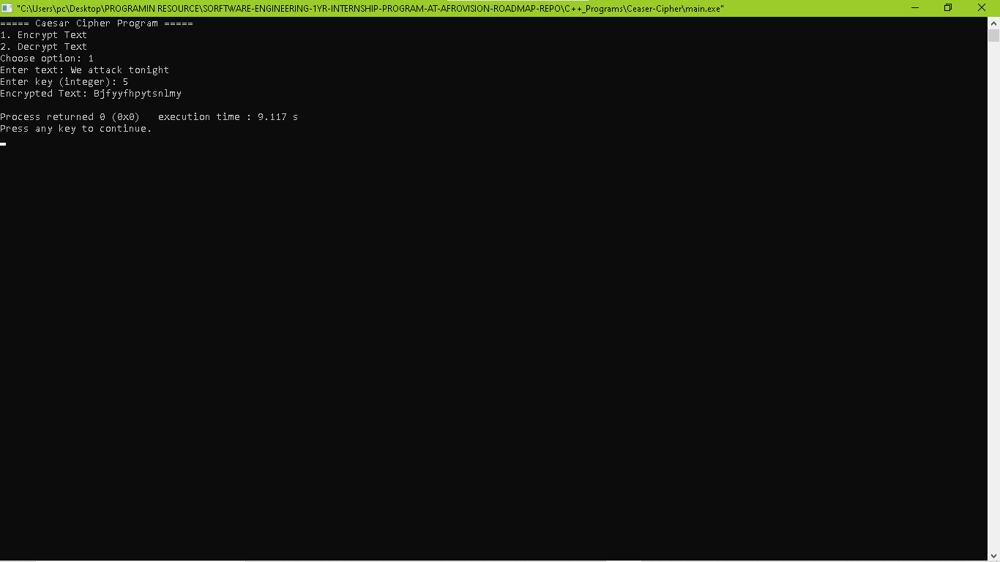 "C:\Users\pc\Desktop\PROGRAMIN RESOURCE\SORFTWARE-ENGINEERING-1YR-INTERNSHIP-PROGRAM-AT-AFROVISION-ROADMAP-REPO\C++_Programs\Ceaser-Cipher\main.exe"
===== Caesar Cipher Program =====
1. Encrypt Text
2. Decrypt Text
Choose option: 1
Enter text: We attack tonight
Enter key (integer): 5
Encrypted Text: Bjfyyfhpytsnlmy
Process returned 0 (0x0)   execution time : 9.117 s
Press any key to continue.